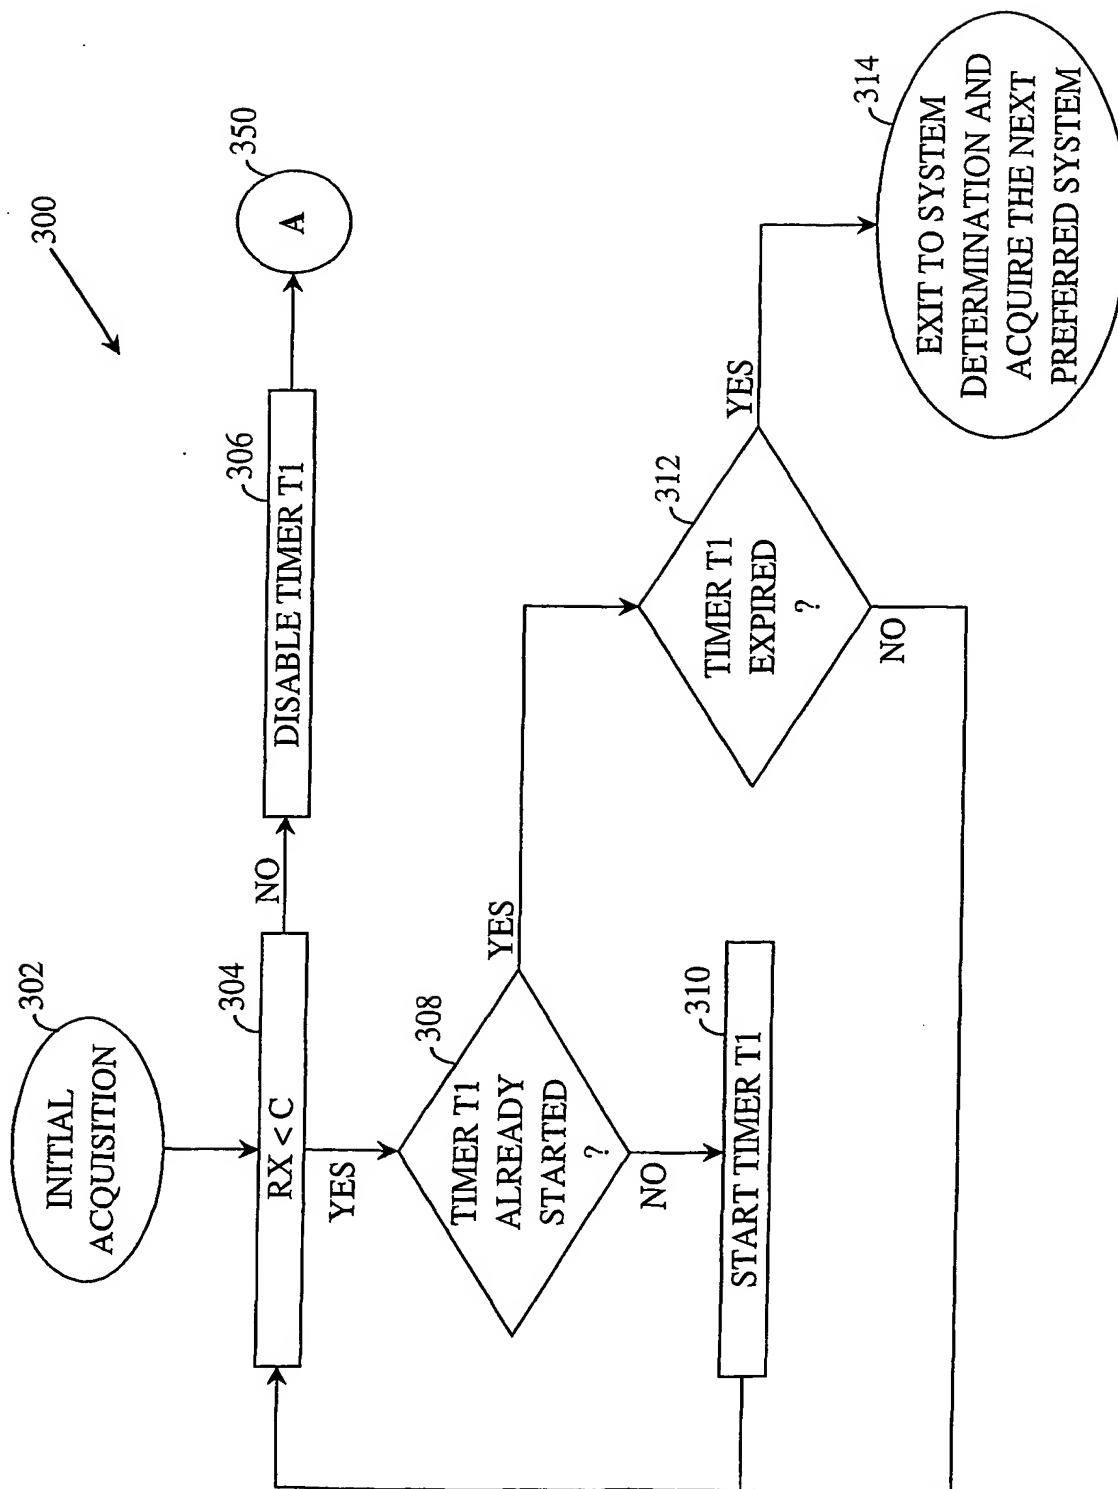 300
INITIAL
ACQUISITION
302
RX < C
304
NO
DISABLE TIMER T1
306
A
350
YES
TIMER T1
ALREADY
STARTED
?
308
YES
NO
START TIMER T1
310
TIMER T1
EXPIRED
?
312
YES
NO
EXIT TO SYSTEM
DETERMINATION AND
ACQUIRE THE NEXT
PREFERRED SYSTEM
314